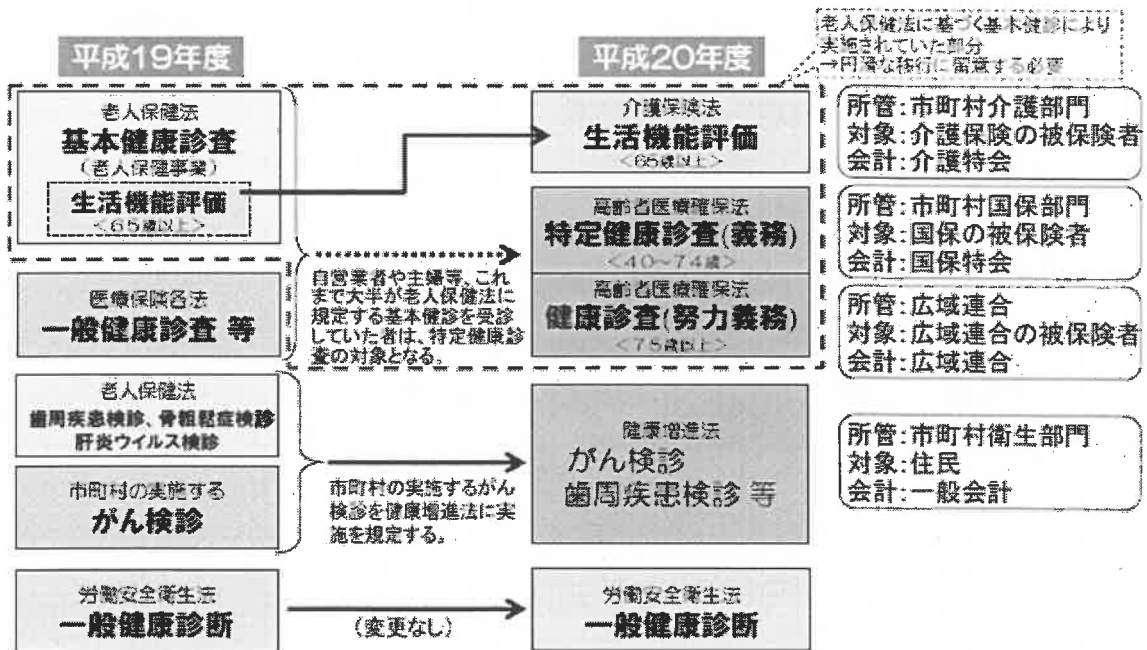 平成19年度
平成20年度
老人保健法に基づく基本健診により
実施されていた部分
→円滑な移行に留意する必要
老人保健法
基本健康診査
(老人保健事業)
生活機能評価
<65歳以上>
医療保険各法
一般健康診査 等
老人保健法
歯周疾患検診、骨粗鬆症検診
肝炎ウイルス検診
市町村の実施する
がん検診
労働安全衛生法
一般健康診断
自営業者や主婦等、これ
まで大半が老人保健法に
規定する基本健診を受診
していた者は、特定健康診
査の対象となる。
市町村の実施するがん
検診を健康増進法に実
施を規定する。
(変更なし)
介護保険法
生活機能評価
<65歳以上>
高齢者医療確保法
特定健康診査(義務)
<40~74歳>
高齢者医療確保法
健康診査(努力義務)
<75歳以上>
健康増進法
がん検診
歯周疾患検診 等
労働安全衛生法
一般健康診断
所管:市町村介護部門
対象:介護保険の被保険者
会計:介護特会
所管:市町村国保部門
対象:国保の被保険者
会計:国保特会
所管:広域連合
対象:広域連合の被保険者
会計:広域連合
所管:市町村衛生部門
対象:住民
会計:一般会計